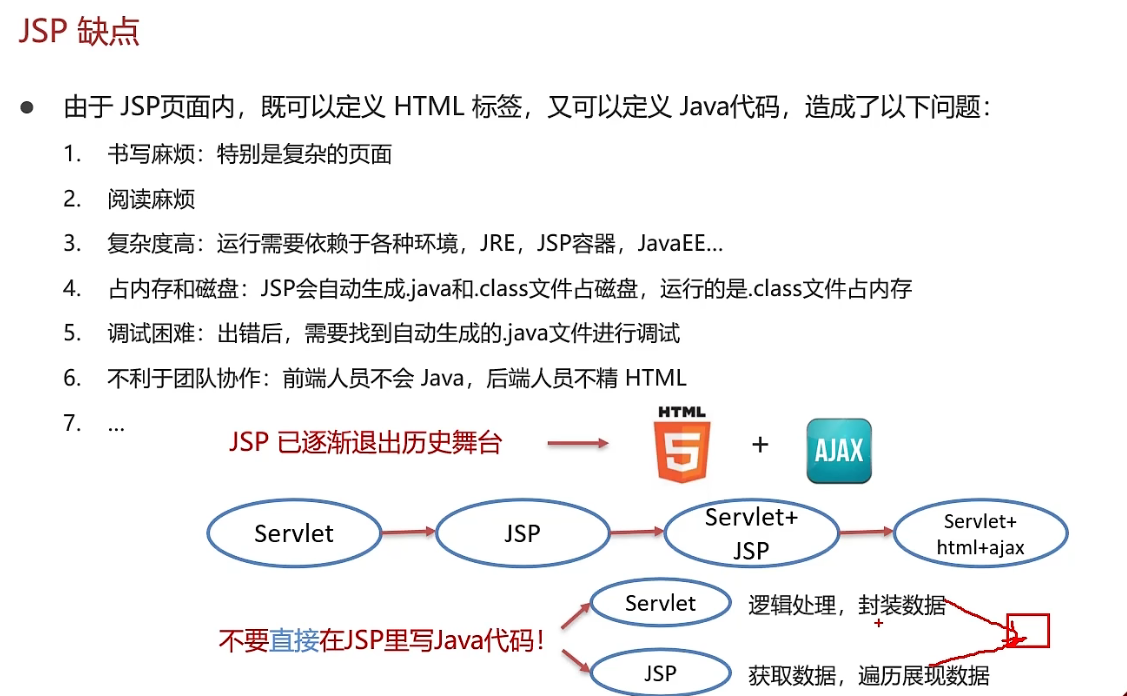 JSP 缺点
● 由于 JSP页面内，既可以定义 HTML 标签，又可以定义 Java代码，造成了以下问题：
1. 书写麻烦：特别是复杂的页面
2. 阅读麻烦
3. 复杂度高：运行需要依赖于各种环境，JRE，JSP容器，JavaEE…
4. 占内存和磁盘：JSP会自动生成.java和.class文件占磁盘，运行的是.class文件占内存
5. 调试困难：出错后，需要找到自动生成的.java文件进行调试
6. 不利于团队协作：前端人员不会 Java，后端人员不精 HTML
7. …
JSP 已逐渐退出历史舞台
HTML
5
+
AJAX
Servlet
JSP
Servlet+
JSP
Servlet+
html+ajax
不要直接在JSP里写Java代码！
Servlet
逻辑处理，封装数据
JSP
获取数据，遍历展现数据